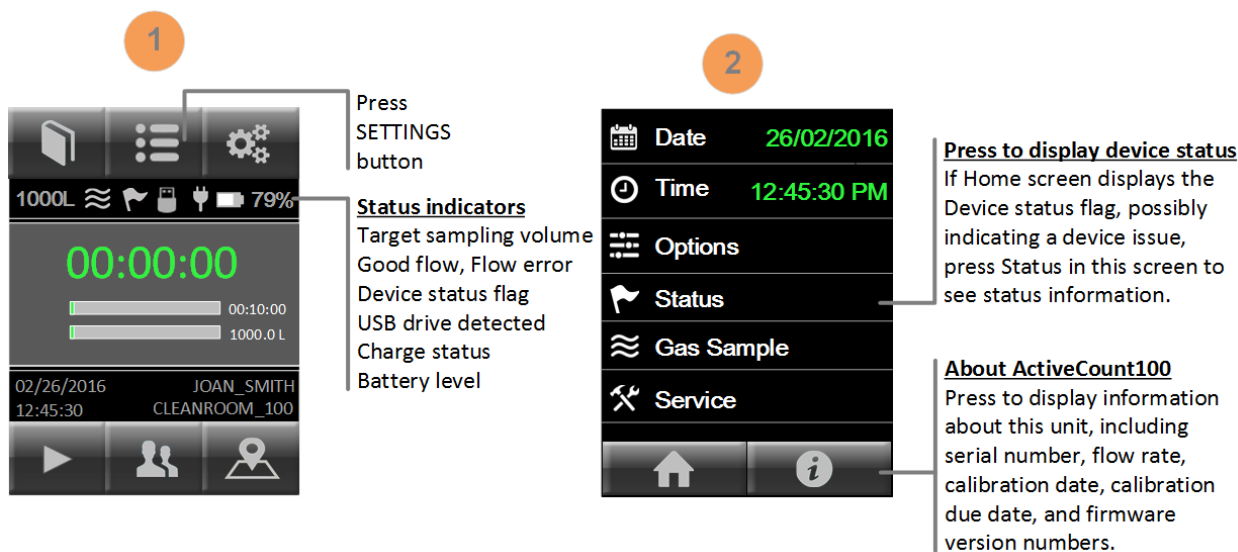 1
Press
SETTINGS
button
1000L 79%
Status indicators
Target sampling volume
Good flow, Flow error
Device status flag
USB drive detected
Charge status
Battery level
00:00:00
00:10:00
1000.0 L
02/26/2016 JOAN_SMITH
12:45:30 CLEANROOM_100
2
Date 26/02/2016
Time 12:45:30 PM
Options
Status
Gas Sample
Service
i
Press to display device status
If Home screen displays the
Device status flag, possibly
indicating a device issue,
press Status in this screen to
see status information.
About ActiveCount100
Press to display information
about this unit, including
serial number, flow rate,
calibration date, calibration
due date, and firmware
version numbers.